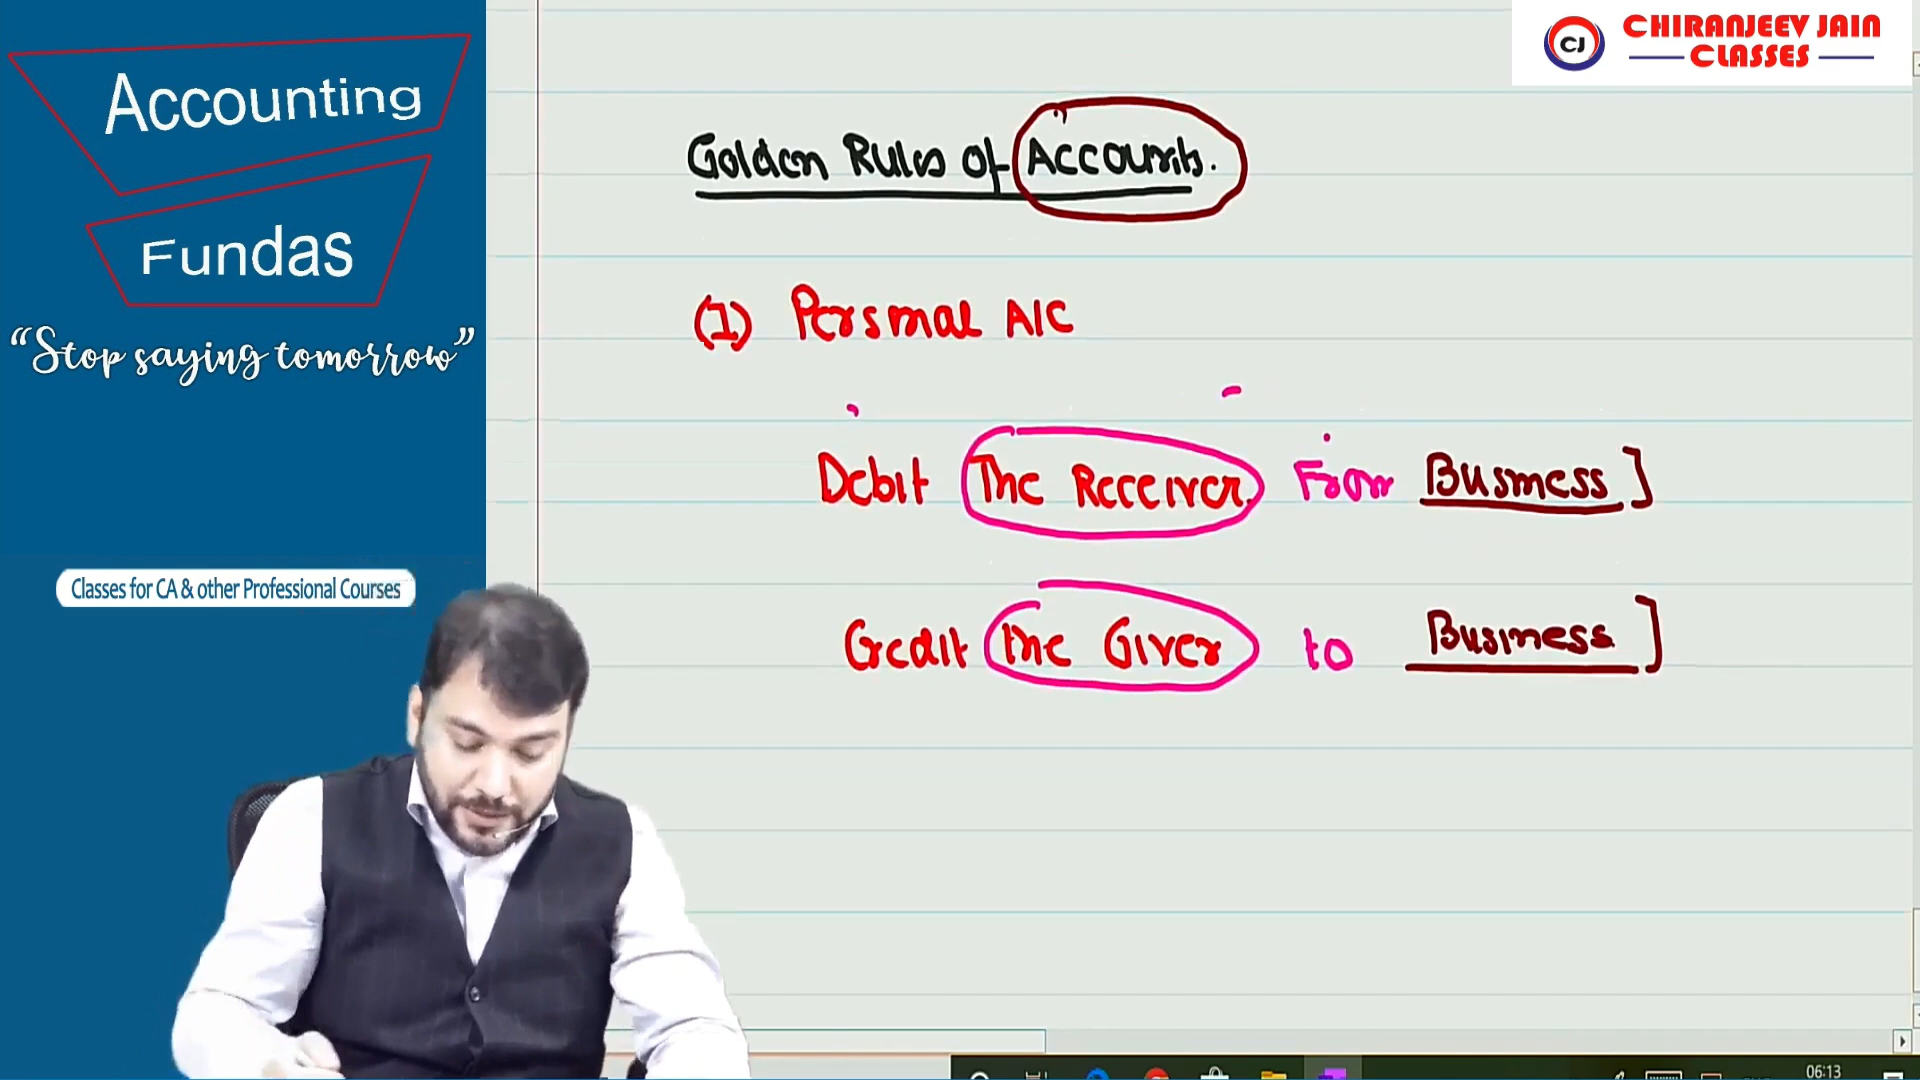 CHIRANJEEV JAIN
CJ
CLASSES
Accounting
Fundas
"Stop saying tomorrow"
Classes for CA & other Professional Courses
Golden Rules of Accounts.
(1) Personal A/C
Debit The Receiver From Business ]
Credit the Giver to Business ]
06:13